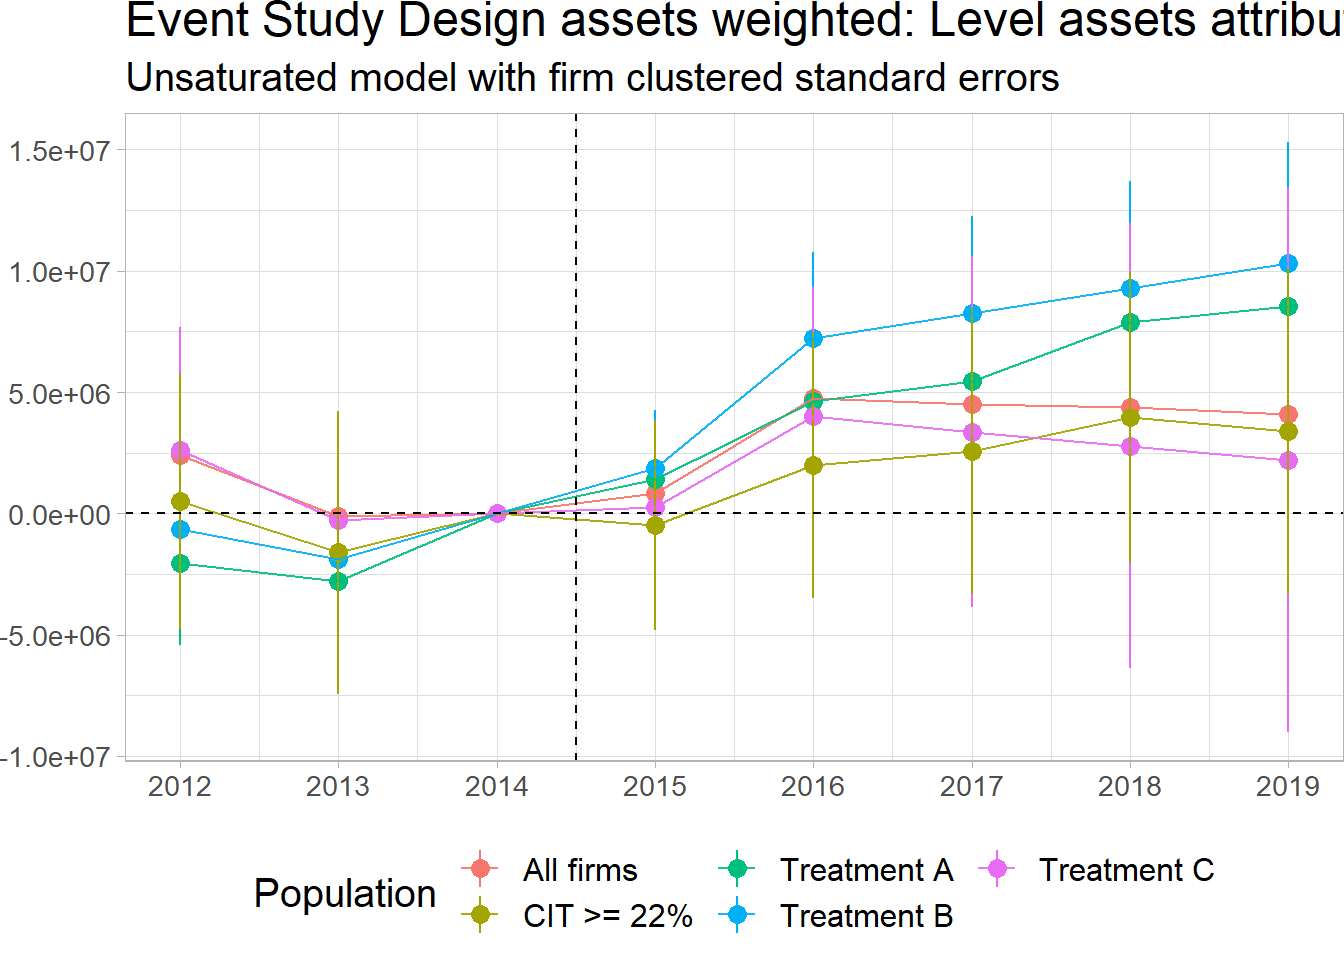 Event Study Design assets weighted: Level assets
Unsaturated model with firm clustered standard errors
1.5e+07
1.0e+07
5.0e+06
0.0e+00
-5.0e+06
-1.0e+07
2012 2013 2014 2015 2016 2017 2018 2019
Population
All firms Treatment A Treatment C
CIT >= 22% Treatment B